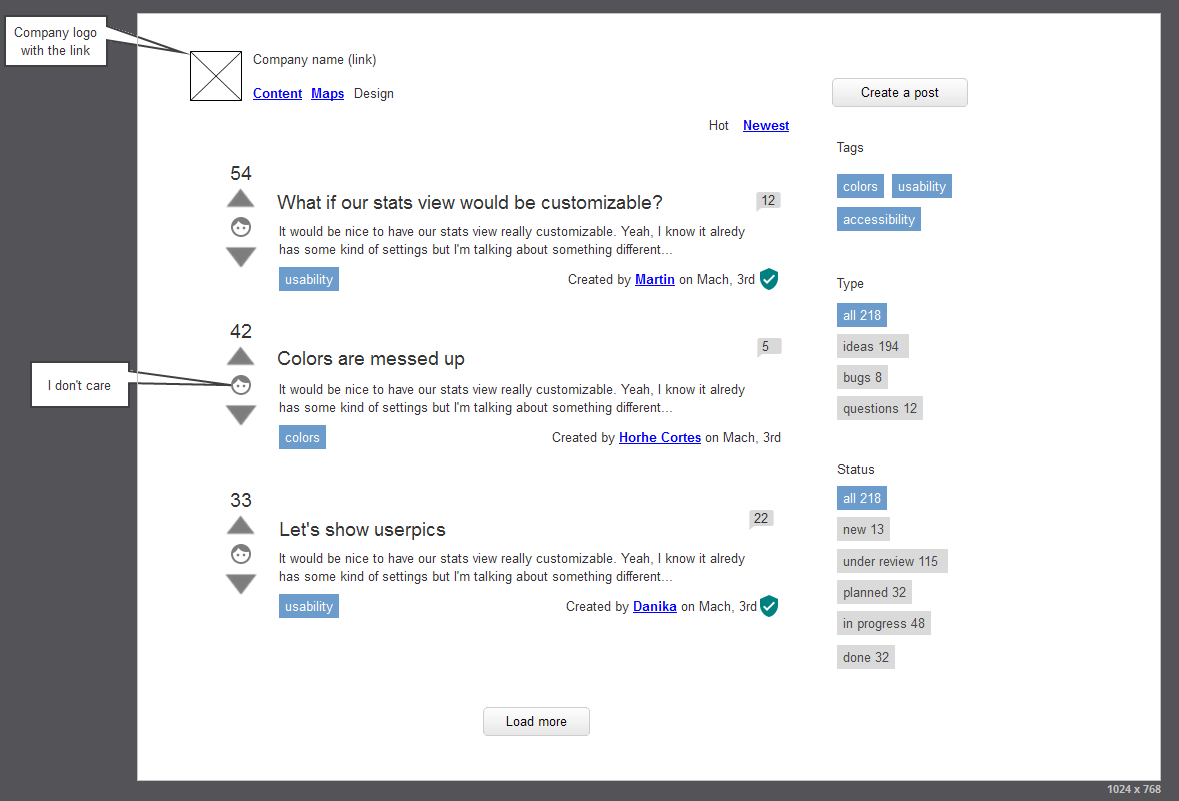 Company logo
with the link
Company name (link)
Content Maps Design
Create a post
Hot Newest
Tags
colors usability
accessibility
54
What if our stats view would be customizable?
12
It would be nice to have our stats view really customizable. Yeah, I know it alredy
has some kind of settings but I'm talking about something different...
usability
Created by Martin on Mach, 3rd
Type
all 218
ideas 194
bugs 8
questions 12
42
Colors are messed up
5
I don't care
It would be nice to have our stats view really customizable. Yeah, I know it alredy
has some kind of settings but I'm talking about something different...
colors
Created by Horhe Cortes on Mach, 3rd
Status
all 218
new 13
under review 115
planned 32
in progress 48
done 32
33
Let's show userpics
22
It would be nice to have our stats view really customizable. Yeah, I know it alredy
has some kind of settings but I'm talking about something different...
usability
Created by Danika on Mach, 3rd
Load more
1024 x 768